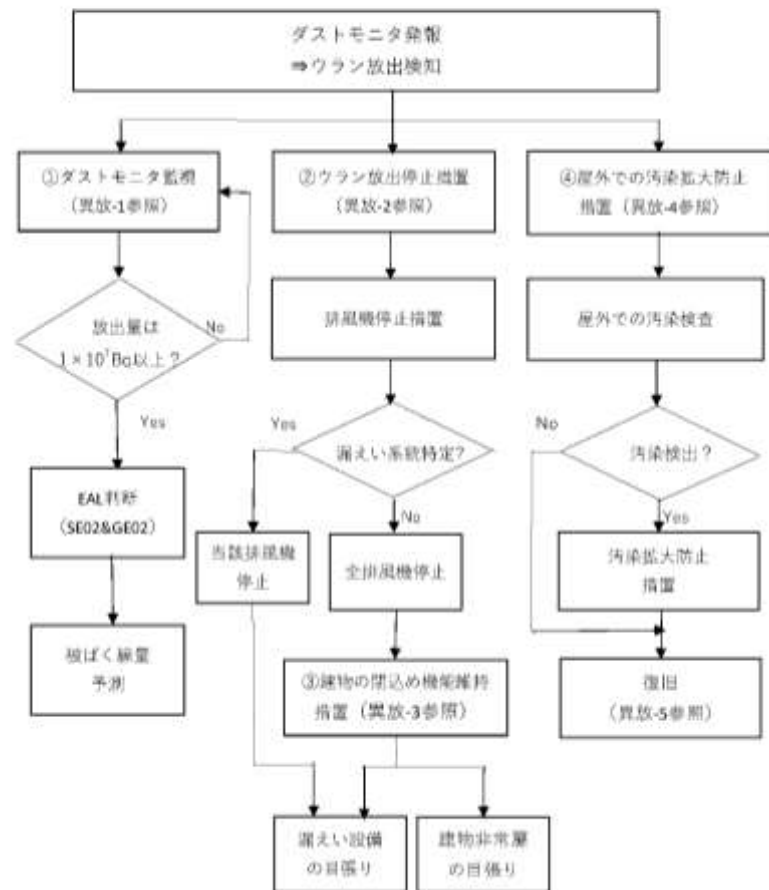 ダストモニタ発報
⇒ウラン放出検知
①ダストモニタ監視
（異放-1参照）
②ウラン放出停止措置
（異放-2参照）
④屋外での汚染拡大防止
措置（異放-4参照）
放出量は
1×10⁷Bq以上？
No
Yes
EAL判断
（SE02&GE02）
被ばく線量
予測
排風機停止措置
漏えい系統特定?
Yes
No
当該排風機
停止
全排風機停止
③建物の閉込め機能維持
措置（異放-3参照）
漏えい設備
の目張り
建物非常扉
の目張り
屋外での汚染検査
汚染検出？
No
Yes
汚染拡大防止
措置
復旧
（異放-5参照）